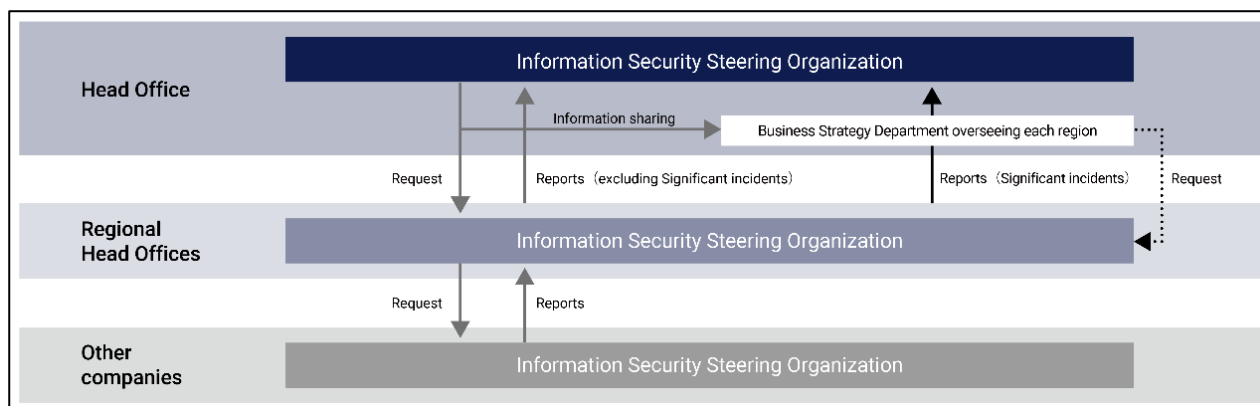 Information Security Steering Organization
Head Office
Information sharing
Business Strategy Department overseeing each region
Request
Reports（excluding Significant incidents）
Reports（Significant incidents）
Request
Regional
Head Offices
Information Security Steering Organization
Request
Reports
Other
companies
Information Security Steering Organization